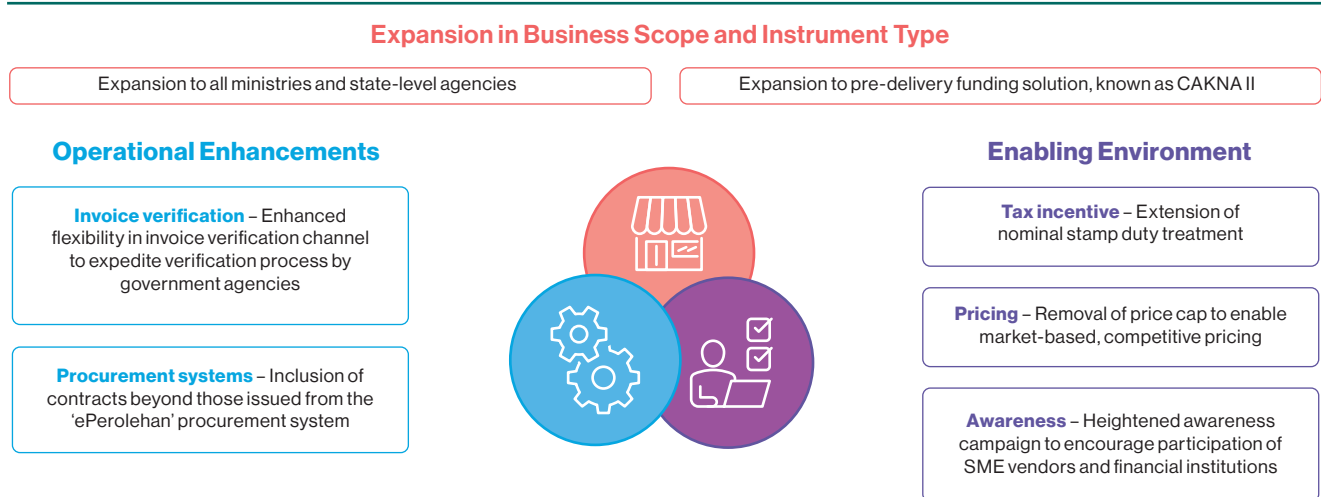 Expansion in Business Scope and Instrument Type
Expansion to all ministries and state-level agencies
Expansion to pre-delivery funding solution, known as CAKNA II
Operational Enhancements
Invoice verification – Enhanced
flexibility in invoice verification channel
to expedite verification process by
government agencies
Procurement systems – Inclusion of
contracts beyond those issued from the
'ePerolehan' procurement system
Enabling Environment
Tax incentive – Extension of
nominal stamp duty treatment
Pricing – Removal of price cap to enable
market-based, competitive pricing
Awareness – Heightened awareness
campaign to encourage participation of
SME vendors and financial institutions